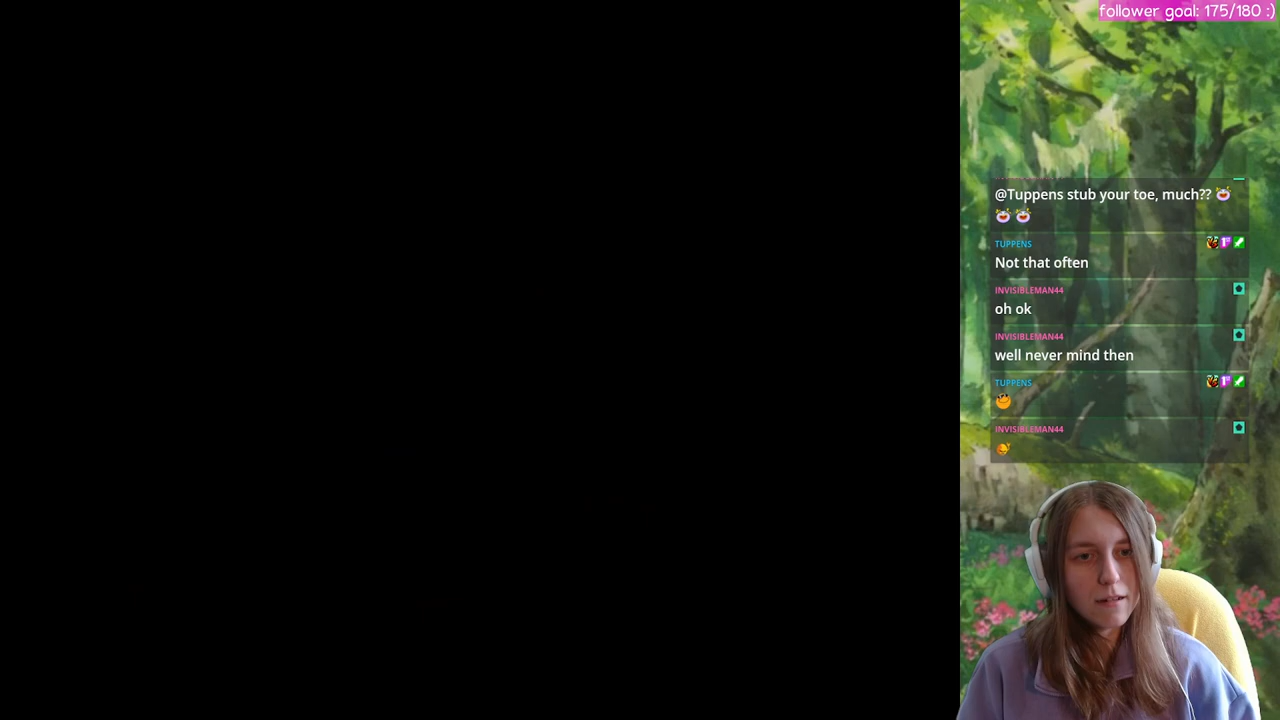 follower goal: 175/180 :)
@Tuppens stub your toe, much??
TUPPENS
Not that often
INVISIBLEMAN44
oh ok
INVISIBLEMAN44
well never mind then
TUPPENS
INVISIBLEMAN44